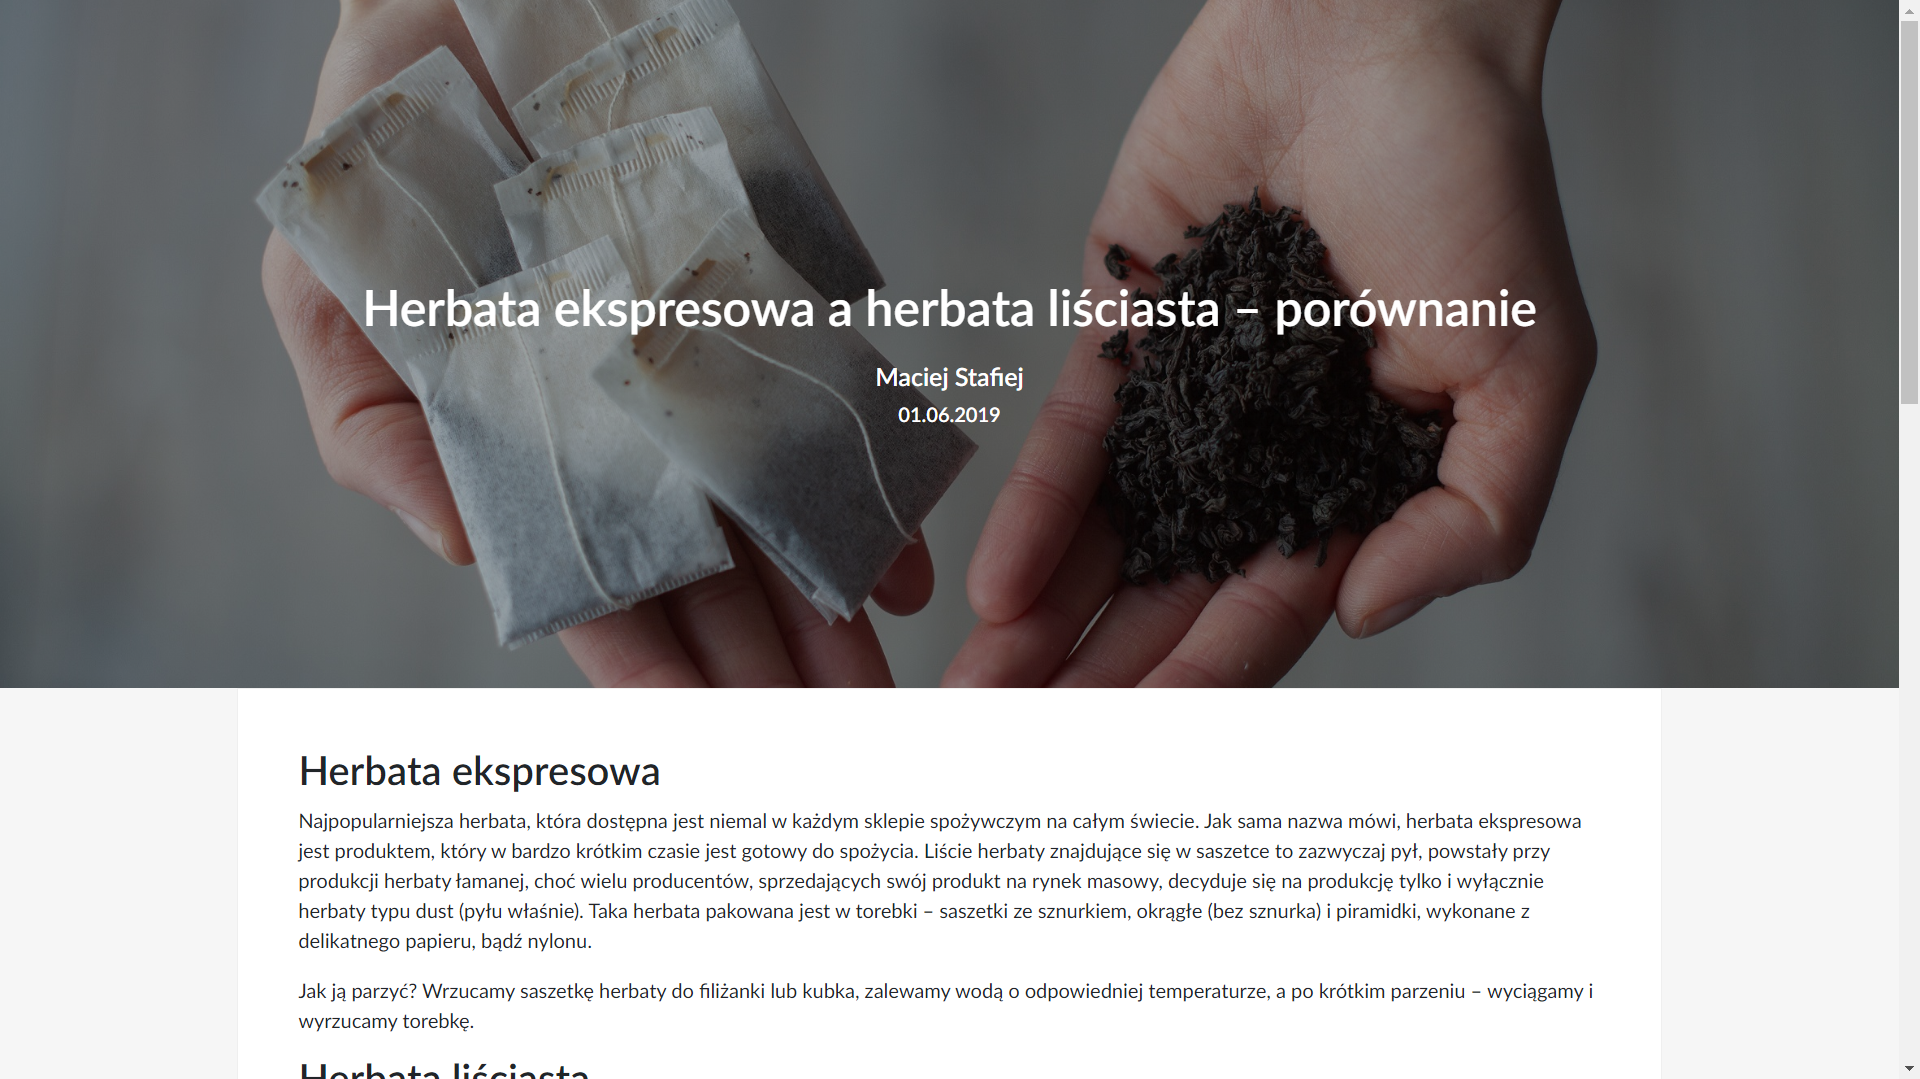 Herbata ekspresowa a herbata liściasta – porównanie
Maciej Stafiej
01.06.2019
Herbata ekspresowa
Najpopularniejsza herbata, która dostępna jest niemal w każdym sklepie spożywczym na całym świecie. Jak sama nazwa mówi, herbata ekspresowa
jest produktem, który w bardzo krótkim czasie jest gotowy do spożycia. Liście herbaty znajdujące się w saszetce to zazwyczaj pył, powstały przy
produkcji herbaty łamanej, choć wielu producentów, sprzedających swój produkt na rynek masowy, decyduje się na produkcję tylko i wyłącznie
herbaty typu dust (pyłu właśnie). Taka herbata pakowana jest w torebki – saszetki ze sznurkiem, okrągłe (bez sznurka) i piramidki, wykonane z
delikatnego papieru, bądź nylonu.
Jak ją parzyć? Wrzucamy saszetkę herbaty do filiżanki lub kubka, zalewamy wodą o odpowiedniej temperaturze, a po krótkim parzeniu – wyciągamy i
wyrzucamy torebkę.
Herbata liściasta